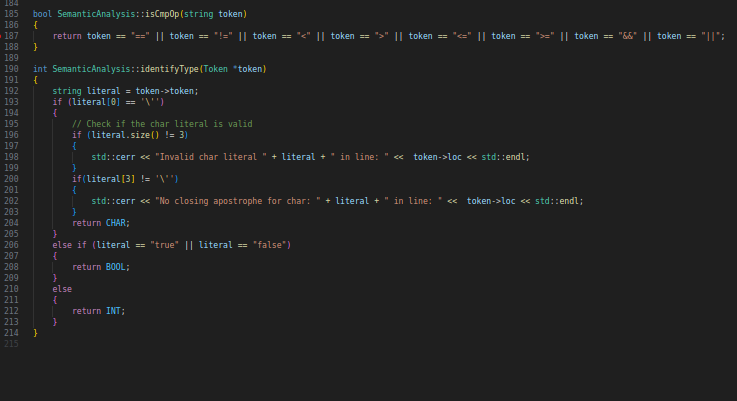 184
185 bool SemanticAnalysis::isCmpOp(string token)
186 {
187     return token == "==" || token == "!=" || token == "<" || token == ">" || token == "<=" || token == ">=" || token == "&&" || token == "||";
188 }
189
190 int SemanticAnalysis::identifyType(Token *token)
191 {
192     string literal = token->token;
193     if (literal[0] == '\'')
194     {
195         // Check if the char literal is valid
196         if (literal.size() != 3)
197         {
198             std::cerr << "Invalid char literal " + literal + " in line: " <<  token->loc << std::endl;
199         }
200         if(literal[3] != '\'')
201         {
202             std::cerr << "No closing apostrophe for char: " + literal + " in line: " <<  token->loc << std::endl;
203         }
204         return CHAR;
205     }
206     else if (literal == "true" || literal == "false")
207     {
208         return BOOL;
209     }
210     else
211     {
212         return INT;
213     }
214 }
215